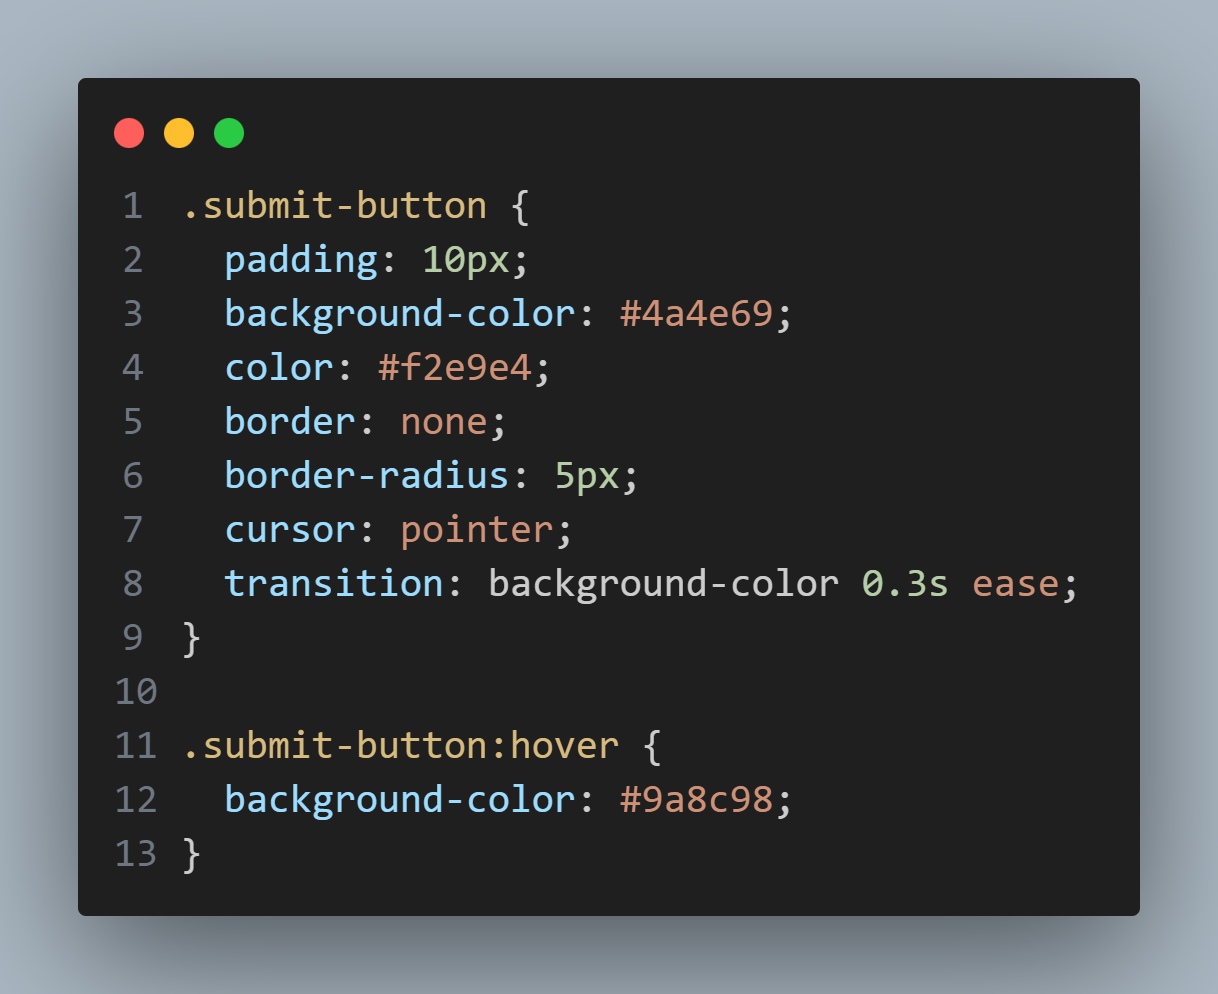 1 .submit-button {
2   padding: 10px;
3   background-color: #4a4e69;
4   color: #f2e9e4;
5   border: none;
6   border-radius: 5px;
7   cursor: pointer;
8   transition: background-color 0.3s ease;
9 }
10
11 .submit-button:hover {
12   background-color: #9a8c98;
13 }